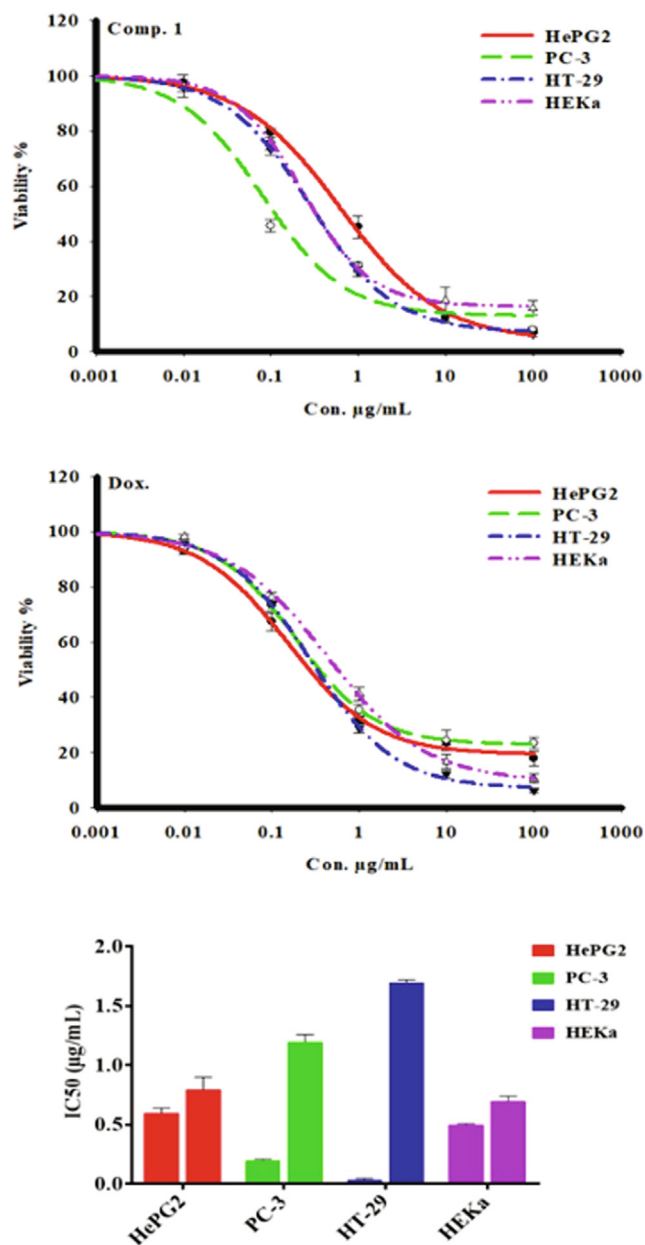 Comp. 1
HePG2
PC-3
HT-29
HEKa
120
100
80
60
40
20
0
Viability %
0.001 0.01 0.1 1 10 100 1000
Con. µg/mL
Dox.
HePG2
PC-3
HT-29
HEKa
120
100
80
60
40
20
0
Viability %
0.001 0.01 0.1 1 10 100 1000
Con. µg/mL
HePG2
PC-3
HT-29
HEKa
2.0
1.5
1.0
0.5
0.0
IC50 (µg/mL)
HePG2 PC-3 HT-29 HEKa